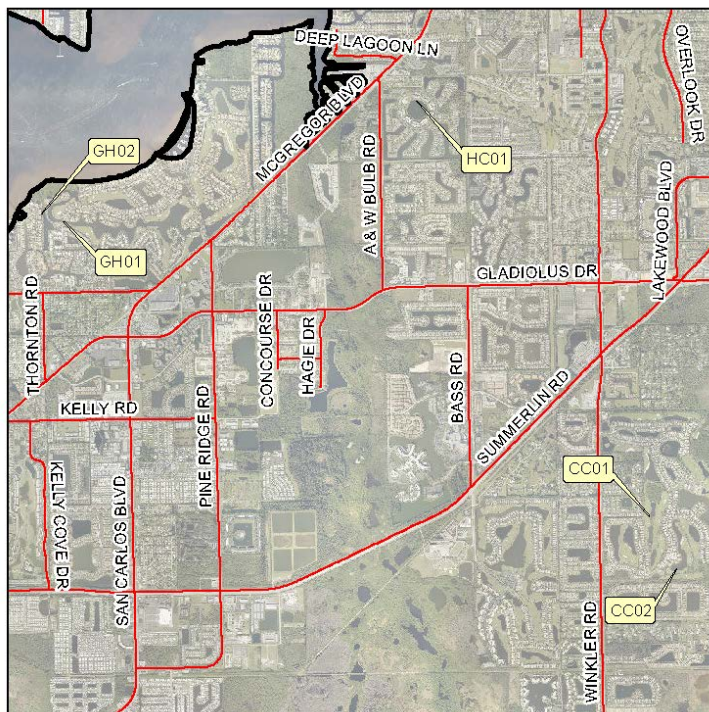 DEEP LAGOON LN
OVERLOOK DR
MCGREGOR BLVD
GH02
HC01
A & W BULB RD
LAKEWOOD BLVD
GH01
GLADIOLUS DR
THORNTON RD
CONCOURSE DR
HAGIE DR
BASS RD
KELLY RD
PINE RIDGE RD
SUMMERLIN RD
CC01
KELLY COVE DR
SAN CARLOS BLVD
CC02
WINKLER RD